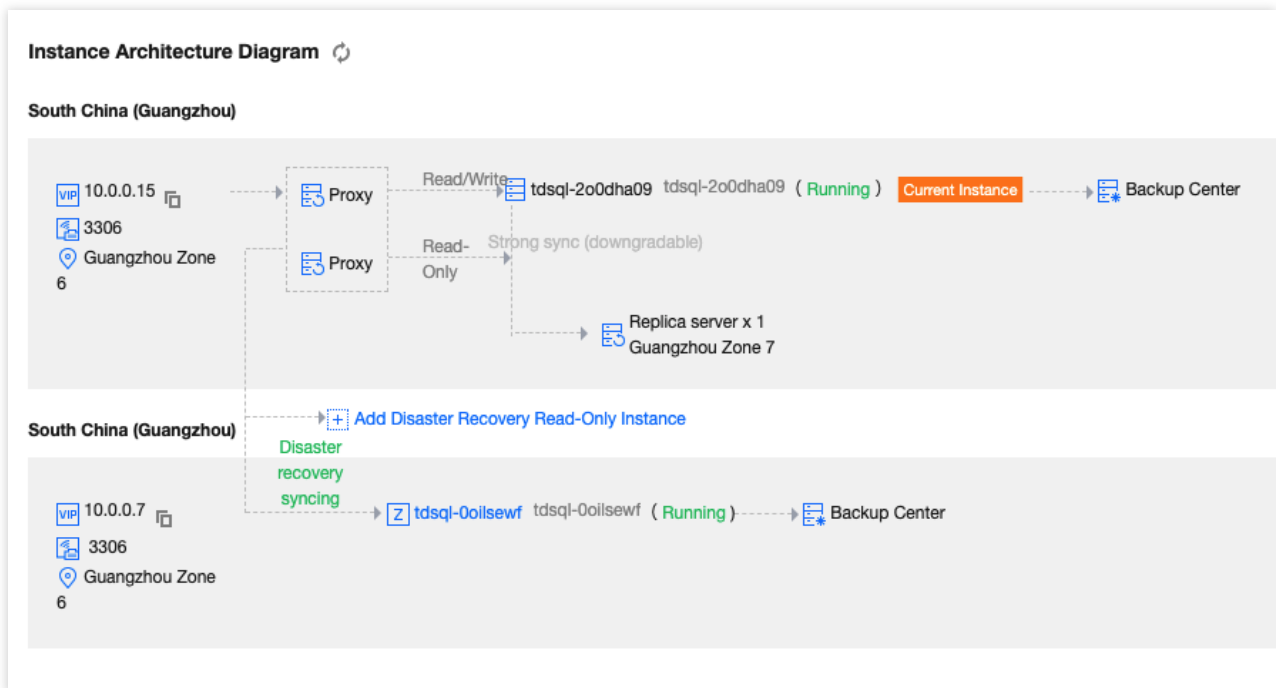 Instance Architecture Diagram
South China (Guangzhou)
VIP 10.0.0.15
3306
Guangzhou Zone
6
Proxy
Proxy
Read/Write
Read-
Only
tdsql-2o0dha09 tdsql-2o0dha09 ( Running ) Current Instance
Backup Center
Strong sync (downgradable)
Replica server x 1
Guangzhou Zone 7
Add Disaster Recovery Read-Only Instance
South China (Guangzhou)
Disaster
recovery
syncing
VIP 10.0.0.7
3306
Guangzhou Zone
6
Z tdsql-0oilsewf tdsql-0oilsewf ( Running )
Backup Center